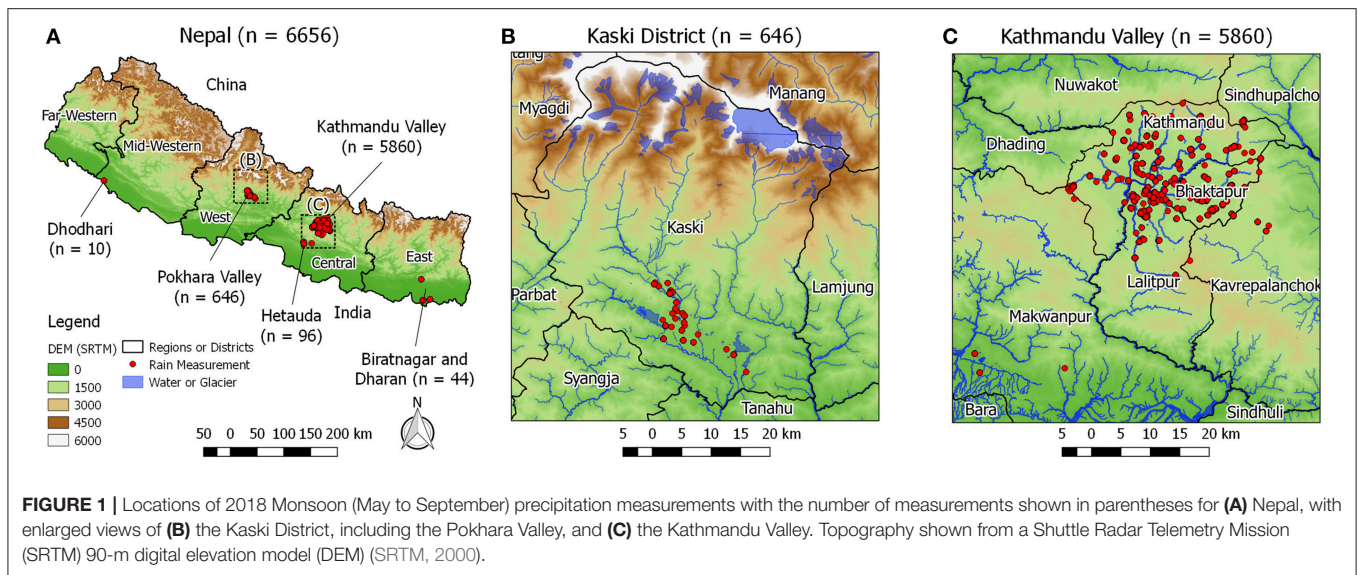 A
Nepal (n = 6656)
China
Far-Western
Mid-Western
Kathmandu Valley
(n = 5860)
(B)
(C)
West
Central
East
Dhodhari
(n = 10)
Pokhara Valley
(n = 646)
Hetauda
(n = 96)
India
Biratnagar and
Dharan (n = 44)
Legend
DEM (SRTM)
0
1500
3000
4500
6000
Regions or Districts
Rain Measurement
Water or Glacier
N
50 0 50 100 150 200 km
B
Kaski District (n = 646)
tang
Manang
Myagdi
Kaski
Parbat
Lamjung
Syangja
Tanahu
5 0 5 10 15 20 km
C
Kathmandu Valley (n = 5860)
Nuwakot
Sindhupalcho
Kathmandu
Dhading
Bhaktapur
Lalitpur
Kavrepalanchok
Makwanpur
Bara
Sindhuli
5 0 5 10 15 20 km
FIGURE 1 | Locations of 2018 Monsoon (May to September) precipitation measurements with the number of measurements shown in parentheses for (A) Nepal, with
enlarged views of (B) the Kaski District, including the Pokhara Valley, and (C) the Kathmandu Valley. Topography shown from a Shuttle Radar Telemetry Mission
(SRTM) 90-m digital elevation model (DEM) (SRTM, 2000).